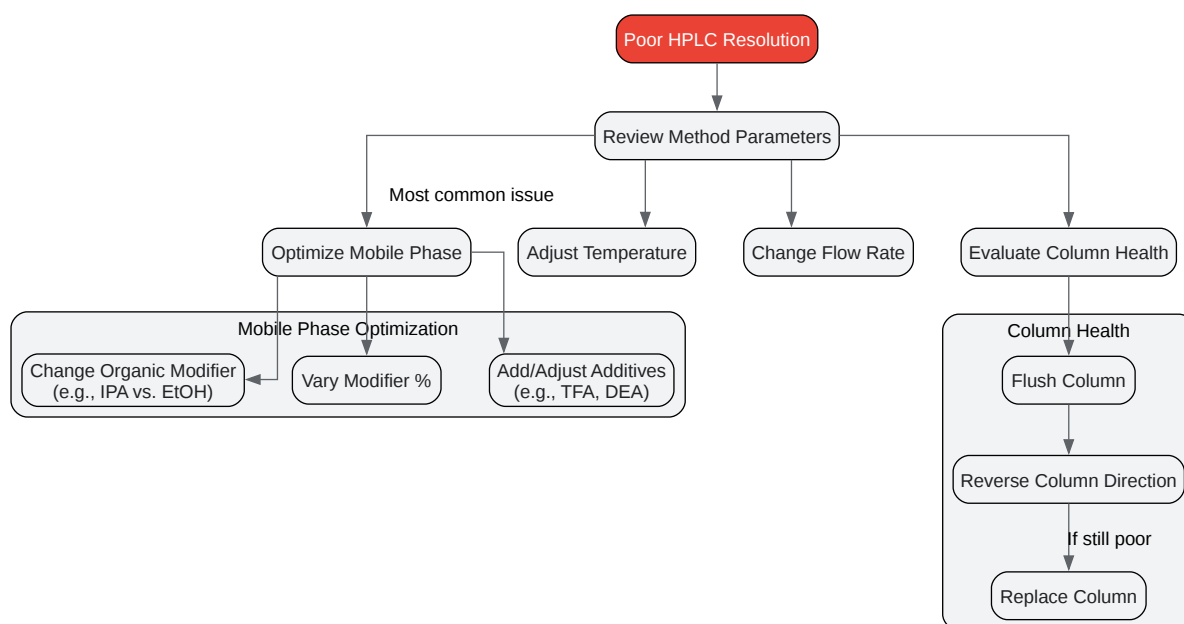 Poor HPLC Resolution
Review Method Parameters
Most common issue
Optimize Mobile Phase
Adjust Temperature
Change Flow Rate
Evaluate Column Health
Mobile Phase Optimization
Change Organic Modifier
(e.g., IPA vs. EtOH)
Vary Modifier %
Add/Adjust Additives
(e.g., TFA, DEA)
Column Health
Flush Column
Reverse Column Direction
If still poor
Replace Column